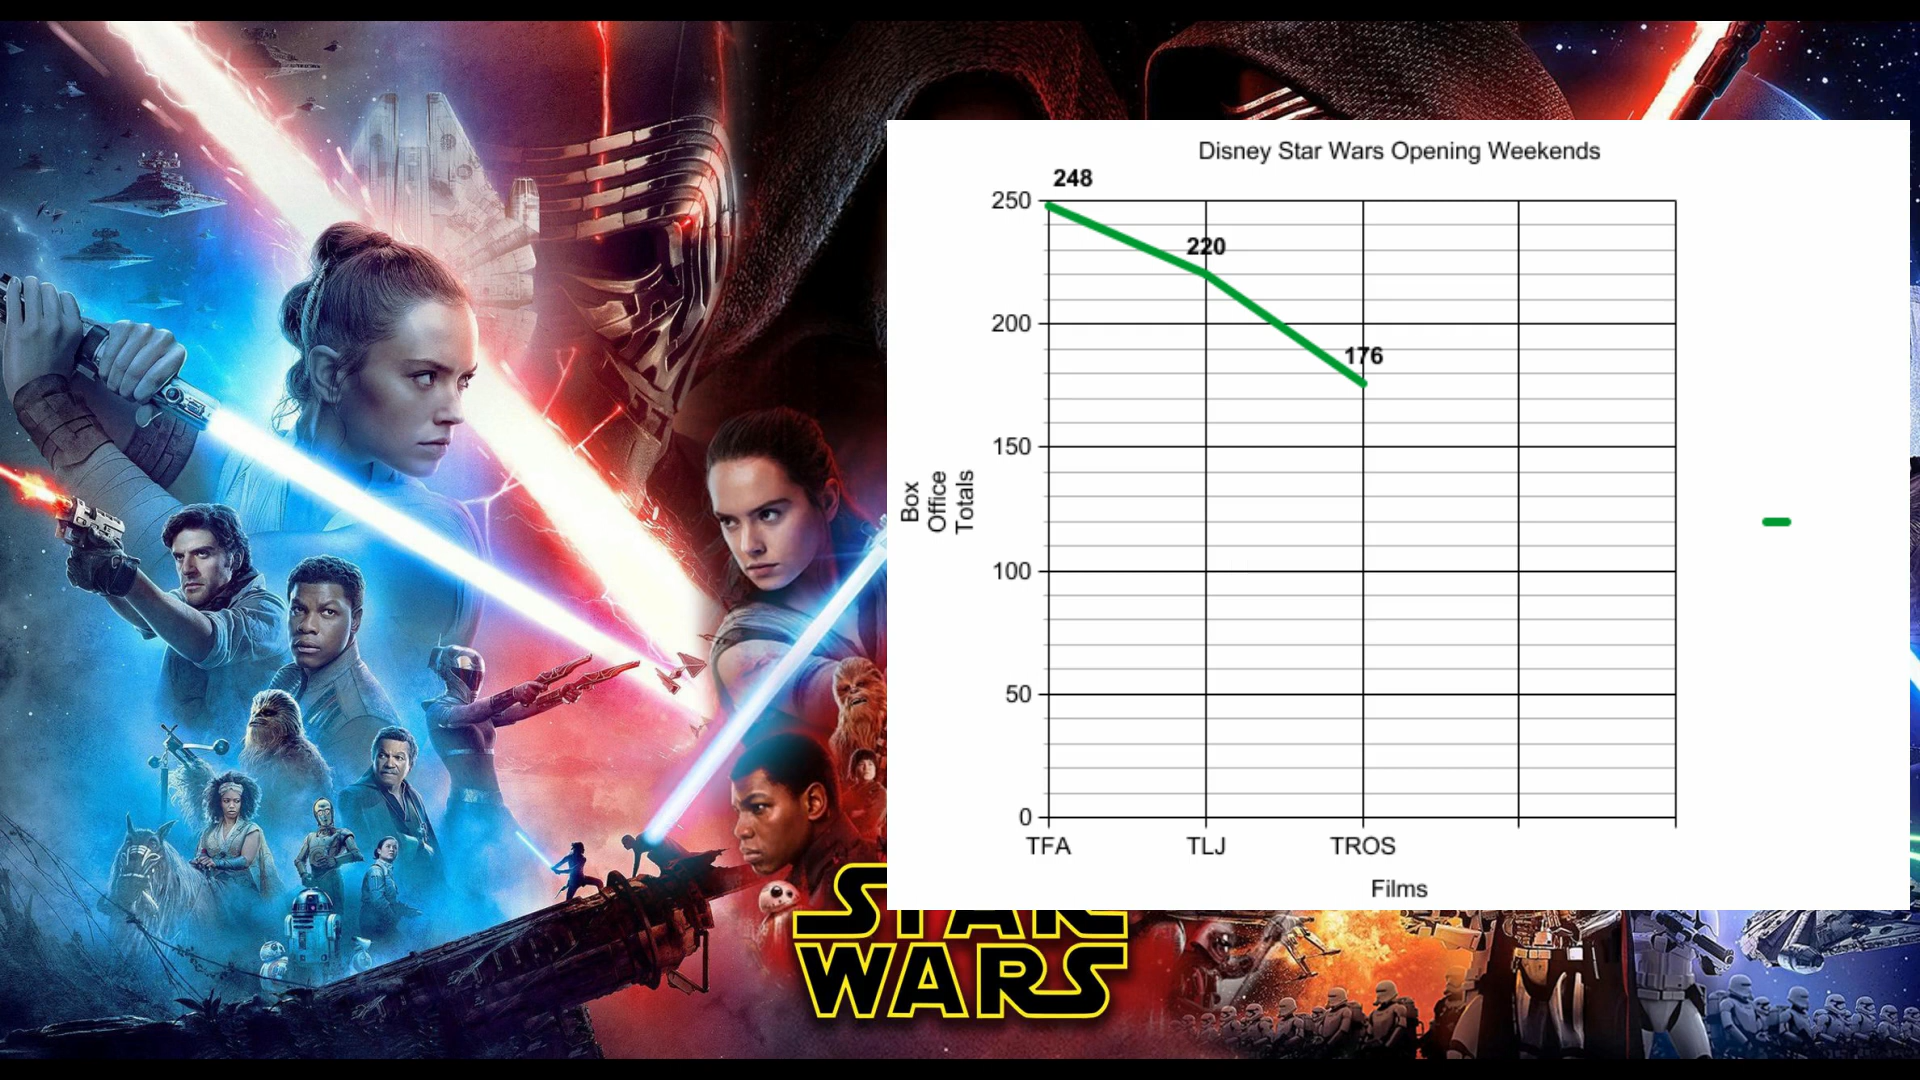 Disney Star Wars Opening Weekends
248
250
220
200
176
150
100
50
0
Box
Office
Totals
TFA TLJ TROS
Films
STAR
WARS